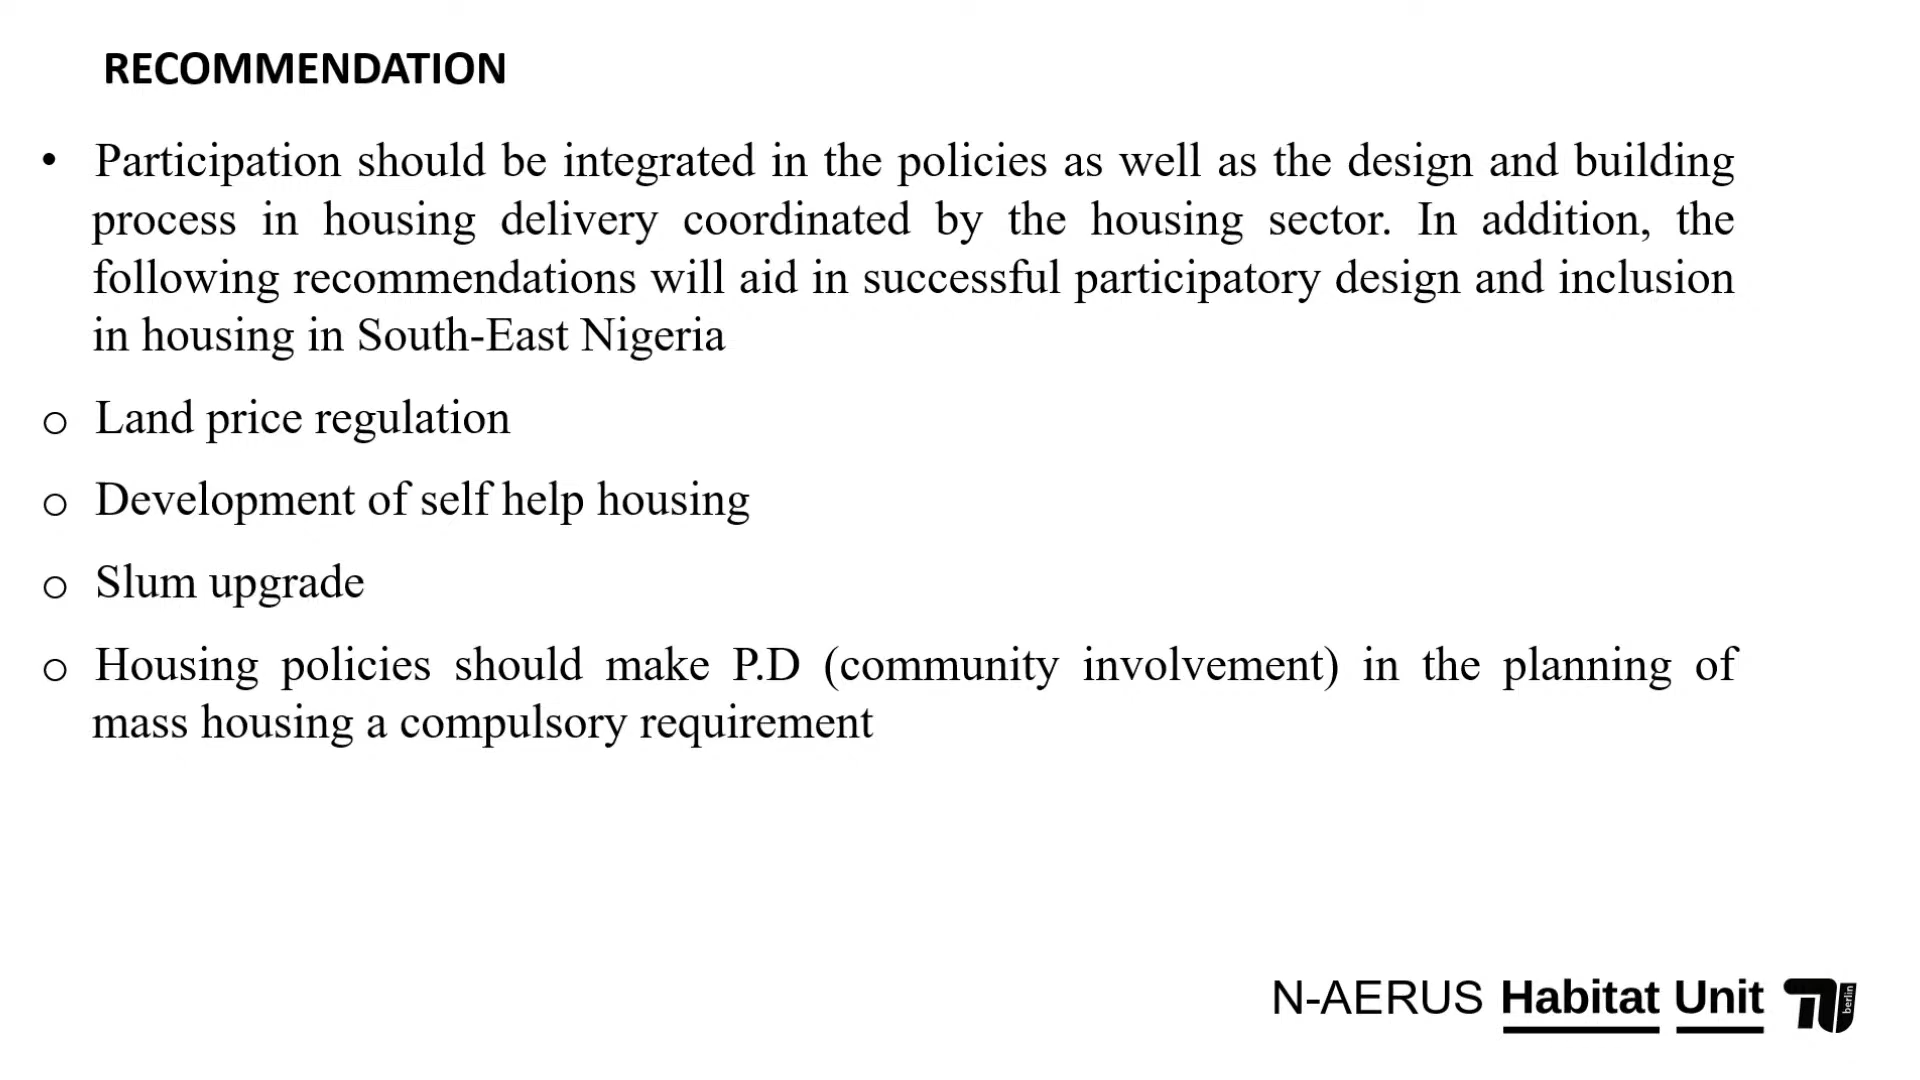 RECOMMENDATION
• Participation should be integrated in the policies as well as the design and building
process in housing delivery coordinated by the housing sector. In addition, the
following recommendations will aid in successful participatory design and inclusion
in housing in South-East Nigeria
o Land price regulation
o Development of self help housing
o Slum upgrade
o Housing policies should make P.D (community involvement) in the planning of
mass housing a compulsory requirement
N-AERUS Habitat Unit TU berlin